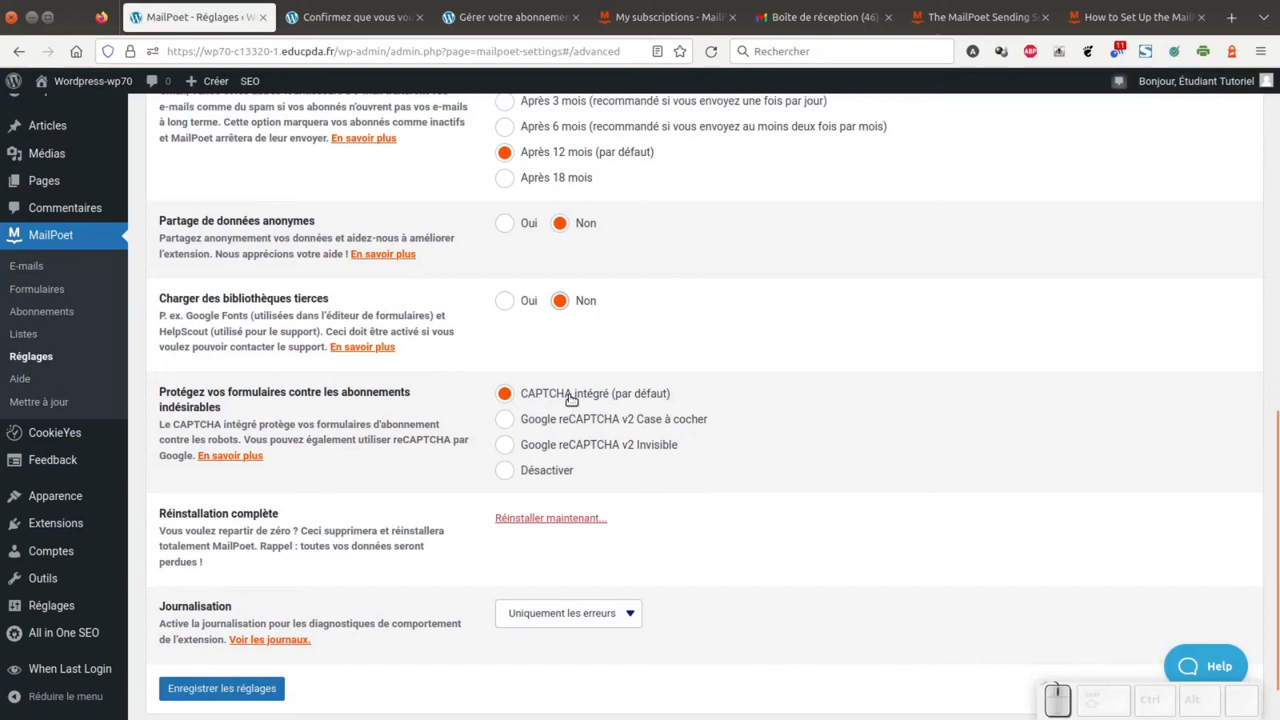 MailPoet - Réglages ‹ W
Confirmez que vous vou
Gérer votre abonnemen
My subscriptions - MailP
Boîte de réception (46)
The MailPoet Sending Se
How to Set Up the Mail
https://wp70-c13320-1.educpda.fr/wp-admin/admin.php?page=mailpoet-settings#/advanced
Rechercher
ABP
11
Wordpress-wp70
0
Créer
SEO
Bonjour, Étudiant Tutoriel
Articles
Médias
Pages
Commentaires
MailPoet
E-mails
Formulaires
Abonnements
Listes
Réglages
Aide
Mettre à jour
CookieYes
Feedback
Apparence
Extensions
Comptes
Outils
Réglages
All in One SEO
When Last Login
Réduire le menu
e-mails comme du spam si vos abonnés n'ouvrent pas vos e-mails
à long terme. Cette option marquera vos abonnés comme inactifs
et MailPoet arrêtera de leur envoyer. En savoir plus
Après 3 mois (recommandé si vous envoyez une fois par jour)
Après 6 mois (recommandé si vous envoyez au moins deux fois par mois)
Après 12 mois (par défaut)
Après 18 mois
Partage de données anonymes
Partagez anonymement vos données et aidez-nous à améliorer
l'extension. Nous apprécions votre aide ! En savoir plus
Oui
Non
Charger des bibliothèques tierces
P. ex. Google Fonts (utilisées dans l'éditeur de formulaires) et
HelpScout (utilisé pour le support). Ceci doit être activé si vous
voulez pouvoir contacter le support. En savoir plus
Oui
Non
Protégez vos formulaires contre les abonnements
indésirables
Le CAPTCHA intégré protège vos formulaires d'abonnement
contre les robots. Vous pouvez également utiliser reCAPTCHA par
Google. En savoir plus
CAPTCHA intégré (par défaut)
Google reCAPTCHA v2 Case à cocher
Google reCAPTCHA v2 Invisible
Désactiver
Réinstallation complète
Vous voulez repartir de zéro ? Ceci supprimera et réinstallera
totalement MailPoet. Rappel : toutes vos données seront
perdues !
Réinstaller maintenant...
Journalisation
Active la journalisation pour les diagnostiques de comportement
de l'extension. Voir les journaux.
Uniquement les erreurs
Enregistrer les réglages
Help
Ctrl
Alt